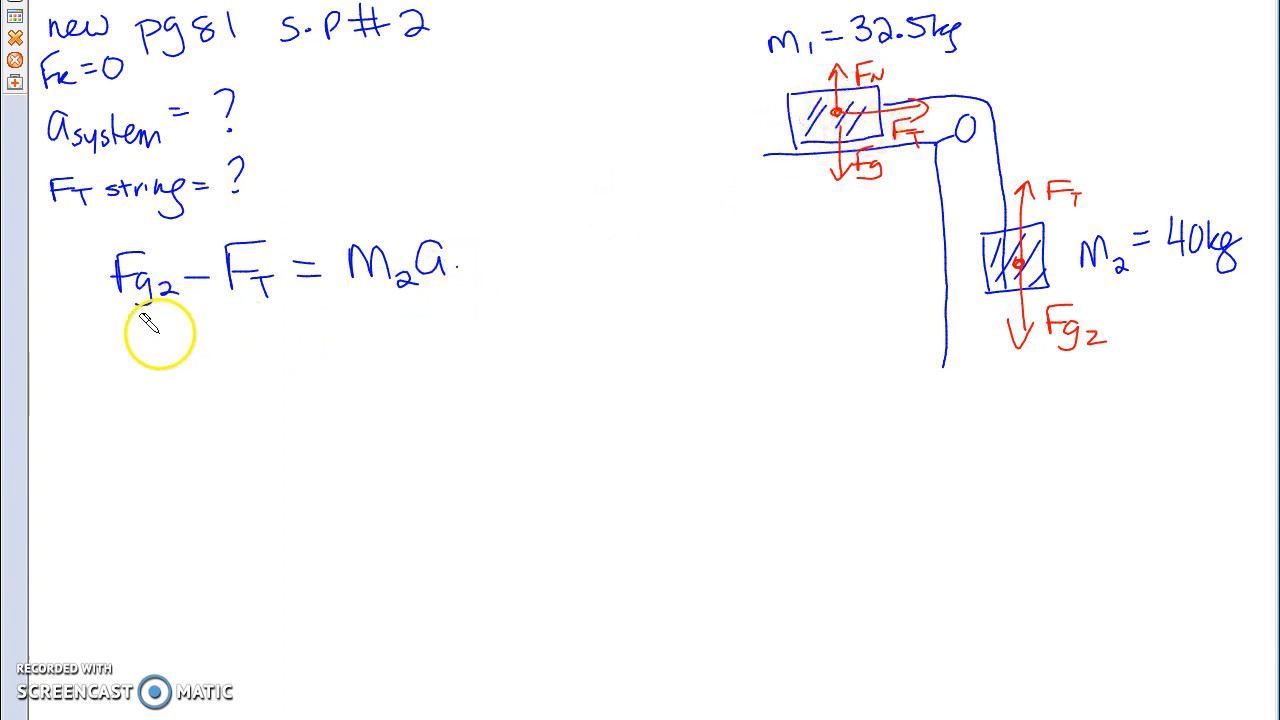 new pg 81 s.p # 2
Fk = 0
asystem = ?
FT string = ?
Fg2 - FT = m2a.
m1 = 32.5kg
FN
FT
Fg
FT
m2 = 40kg
Fg2
RECORDED WITH
SCREENCAST MATIC